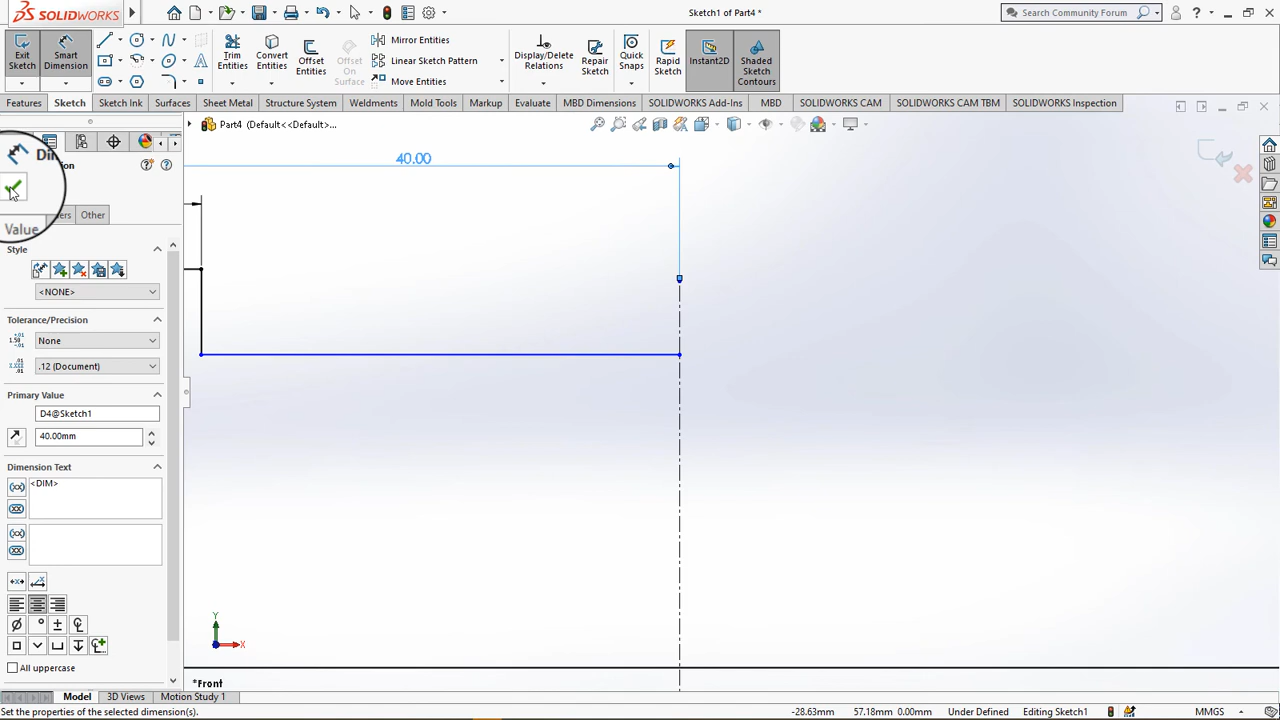 SOLIDWORKS
Sketch1 of Part4 *
Search Community Forum
Exit Sketch
Smart Dimension
Trim Entities
Convert Entities
Offset Entities
Offset On Surface
Mirror Entities
Linear Sketch Pattern
Move Entities
Display/Delete Relations
Repair Sketch
Quick Snaps
Rapid Sketch
Instant2D
Shaded Sketch Contours
Features
Sketch
Sketch Ink
Surfaces
Sheet Metal
Structure System
Weldments
Mold Tools
Markup
Evaluate
MBD Dimensions
SOLIDWORKS Add-Ins
MBD
SOLIDWORKS CAM
SOLIDWORKS CAM TBM
SOLIDWORKS Inspection
Part4 (Default<<Default>...
40.00
Other
Value
Style
<NONE>
Tolerance/Precision
None
.12 (Document)
Primary Value
D4@Sketch1
40.00mm
Dimension Text
<DIM>
All uppercase
Y
X
*Front
Model
3D Views
Motion Study 1
Set the properties of the selected dimension(s).
-28.63mm
57.18mm 0.00mm
Under Defined
Editing Sketch1
MMGS